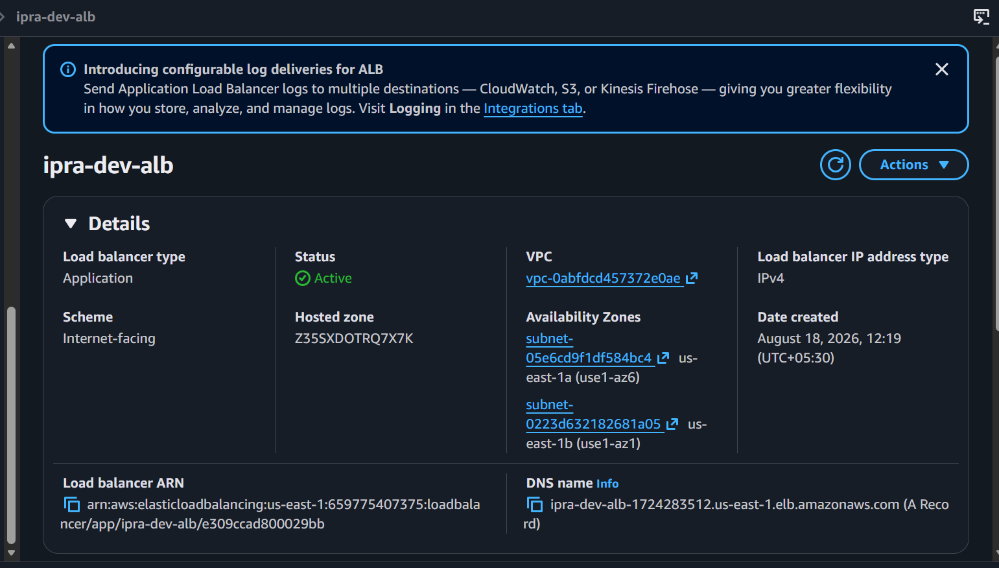 ipra-dev-alb
Introducing configurable log deliveries for ALB
Send Application Load Balancer logs to multiple destinations — CloudWatch, S3, or Kinesis Firehose — giving you greater flexibility
in how you store, analyze, and manage logs. Visit Logging in the Integrations tab.
ipra-dev-alb
Actions
Details
Load balancer type
Application
Status
Active
VPC
vpc-0abfdcd457372e0ae
Load balancer IP address type
IPv4
Scheme
Internet-facing
Hosted zone
Z35SXDOTRQ7X7K
Availability Zones
subnet-
05e6cd9f1df584bc4 us-
east-1a (use1-az6)
subnet-
0223d632182681a05 us-
east-1b (use1-az1)
Date created
August 18, 2026, 12:19
(UTC+05:30)
Load balancer ARN
arn:aws:elasticloadbalancing:us-east-1:659775407375:loadbala
ncer/app/ipra-dev-alb/e309ccad800029bb
DNS name Info
ipra-dev-alb-1724283512.us-east-1.elb.amazonaws.com (A Reco
rd)